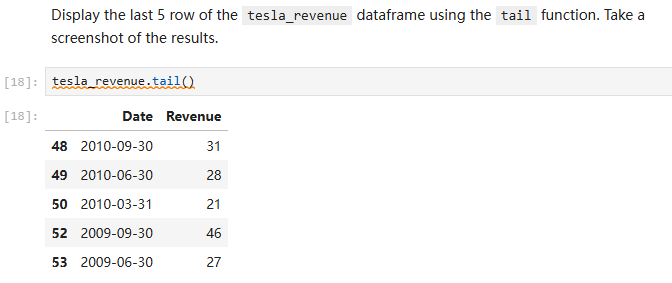 Display the last 5 row of the tesla_revenue dataframe using the tail function. Take a
screenshot of the results.
[18]: tesla_revenue.tail()
[18]: Date Revenue
48 2010-09-30 31
49 2010-06-30 28
50 2010-03-31 21
52 2009-09-30 46
53 2009-06-30 27